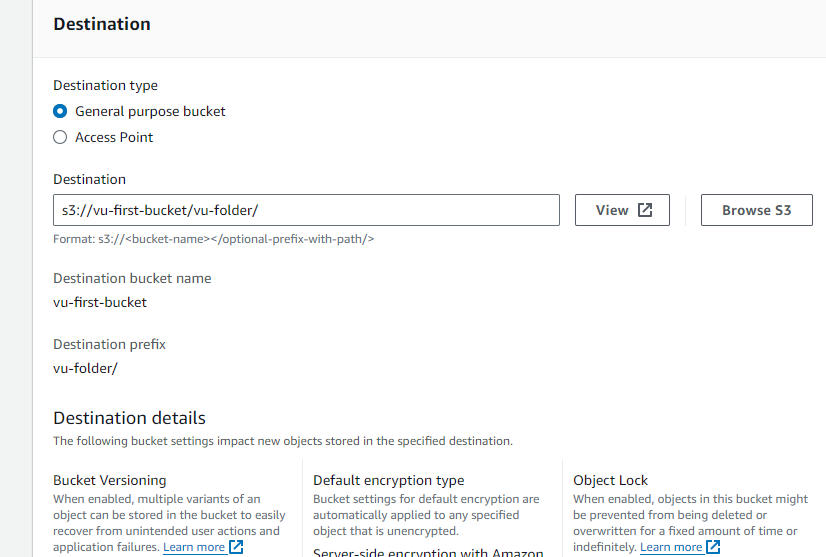 Destination
Destination type
General purpose bucket
Access Point
Destination
s3://vu-first-bucket/vu-folder/
View
Browse S3
Format: s3://<bucket-name></optional-prefix-with-path/>
Destination bucket name
vu-first-bucket
Destination prefix
vu-folder/
Destination details
The following bucket settings impact new objects stored in the specified destination.
Bucket Versioning
When enabled, multiple variants of an
object can be stored in the bucket to easily
recover from unintended user actions and
application failures. Learn more
Default encryption type
Bucket settings for default encryption are
automatically applied to any specified
object that is unencrypted.
Server-side encryption with Amazon
Object Lock
When enabled, objects in this bucket might
be prevented from being deleted or
overwritten for a fixed amount of time or
indefinitely. Learn more